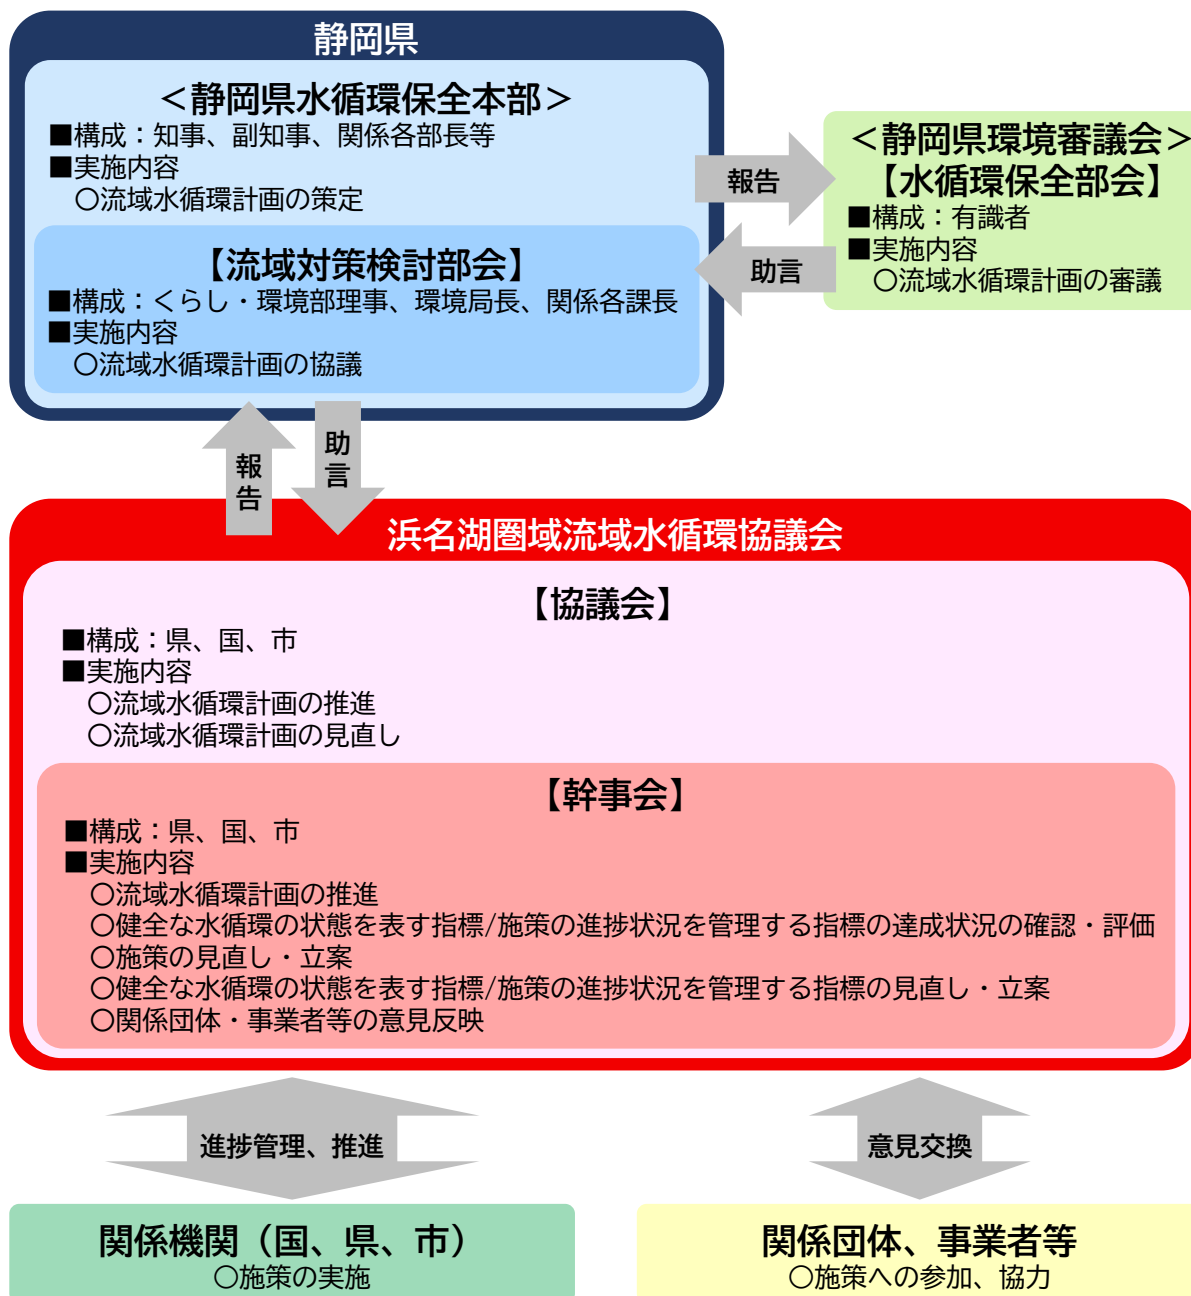 静岡県
＜静岡県水循環保全本部＞
■構成：知事、副知事、関係各部長等
■実施内容
〇流域水循環計画の策定
【流域対策検討部会】
■構成：くらし・環境部理事、環境局長、関係各課長
■実施内容
〇流域水循環計画の協議
報告
助言
＜静岡県環境審議会＞
【水循環保全部会】
■構成：有識者
■実施内容
〇流域水循環計画の審議
報告
助言
浜名湖圏域流域水循環協議会
【協議会】
■構成：県、国、市
■実施内容
〇流域水循環計画の推進
〇流域水循環計画の見直し
【幹事会】
■構成：県、国、市
■実施内容
〇流域水循環計画の推進
〇健全な水循環の状態を表す指標/施策の進捗状況を管理する指標の達成状況の確認・評価
〇施策の見直し・立案
〇健全な水循環の状態を表す指標/施策の進捗状況を管理する指標の見直し・立案
〇関係団体・事業者等の意見反映
進捗管理、推進
意見交換
関係機関（国、県、市）
〇施策の実施
関係団体、事業者等
〇施策への参加、協力